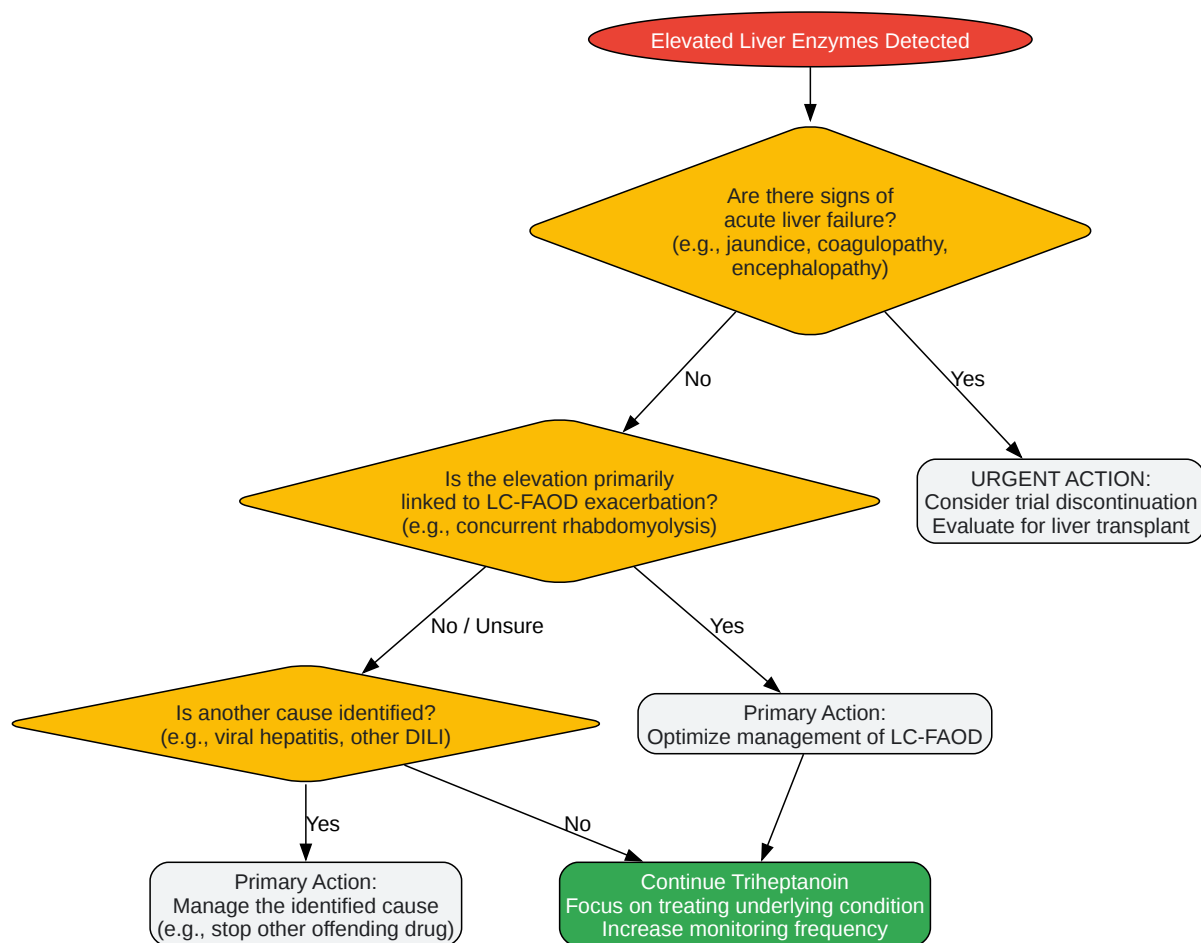 Elevated Liver Enzymes Detected
Are there signs of
acute liver failure?
(e.g., jaundice, coagulopathy,
encephalopathy)
No
Yes
Is the elevation primarily
linked to LC-FAOD exacerbation?
(e.g., concurrent rhabdomyolysis)
URGENT ACTION:
Consider trial discontinuation
Evaluate for liver transplant
No / Unsure
Yes
Is another cause identified?
(e.g., viral hepatitis, other DILI)
Primary Action:
Optimize management of LC-FAOD
Yes
No
Primary Action:
Manage the identified cause
(e.g., stop other offending drug)
Continue Triheptanoin
Focus on treating underlying condition
Increase monitoring frequency